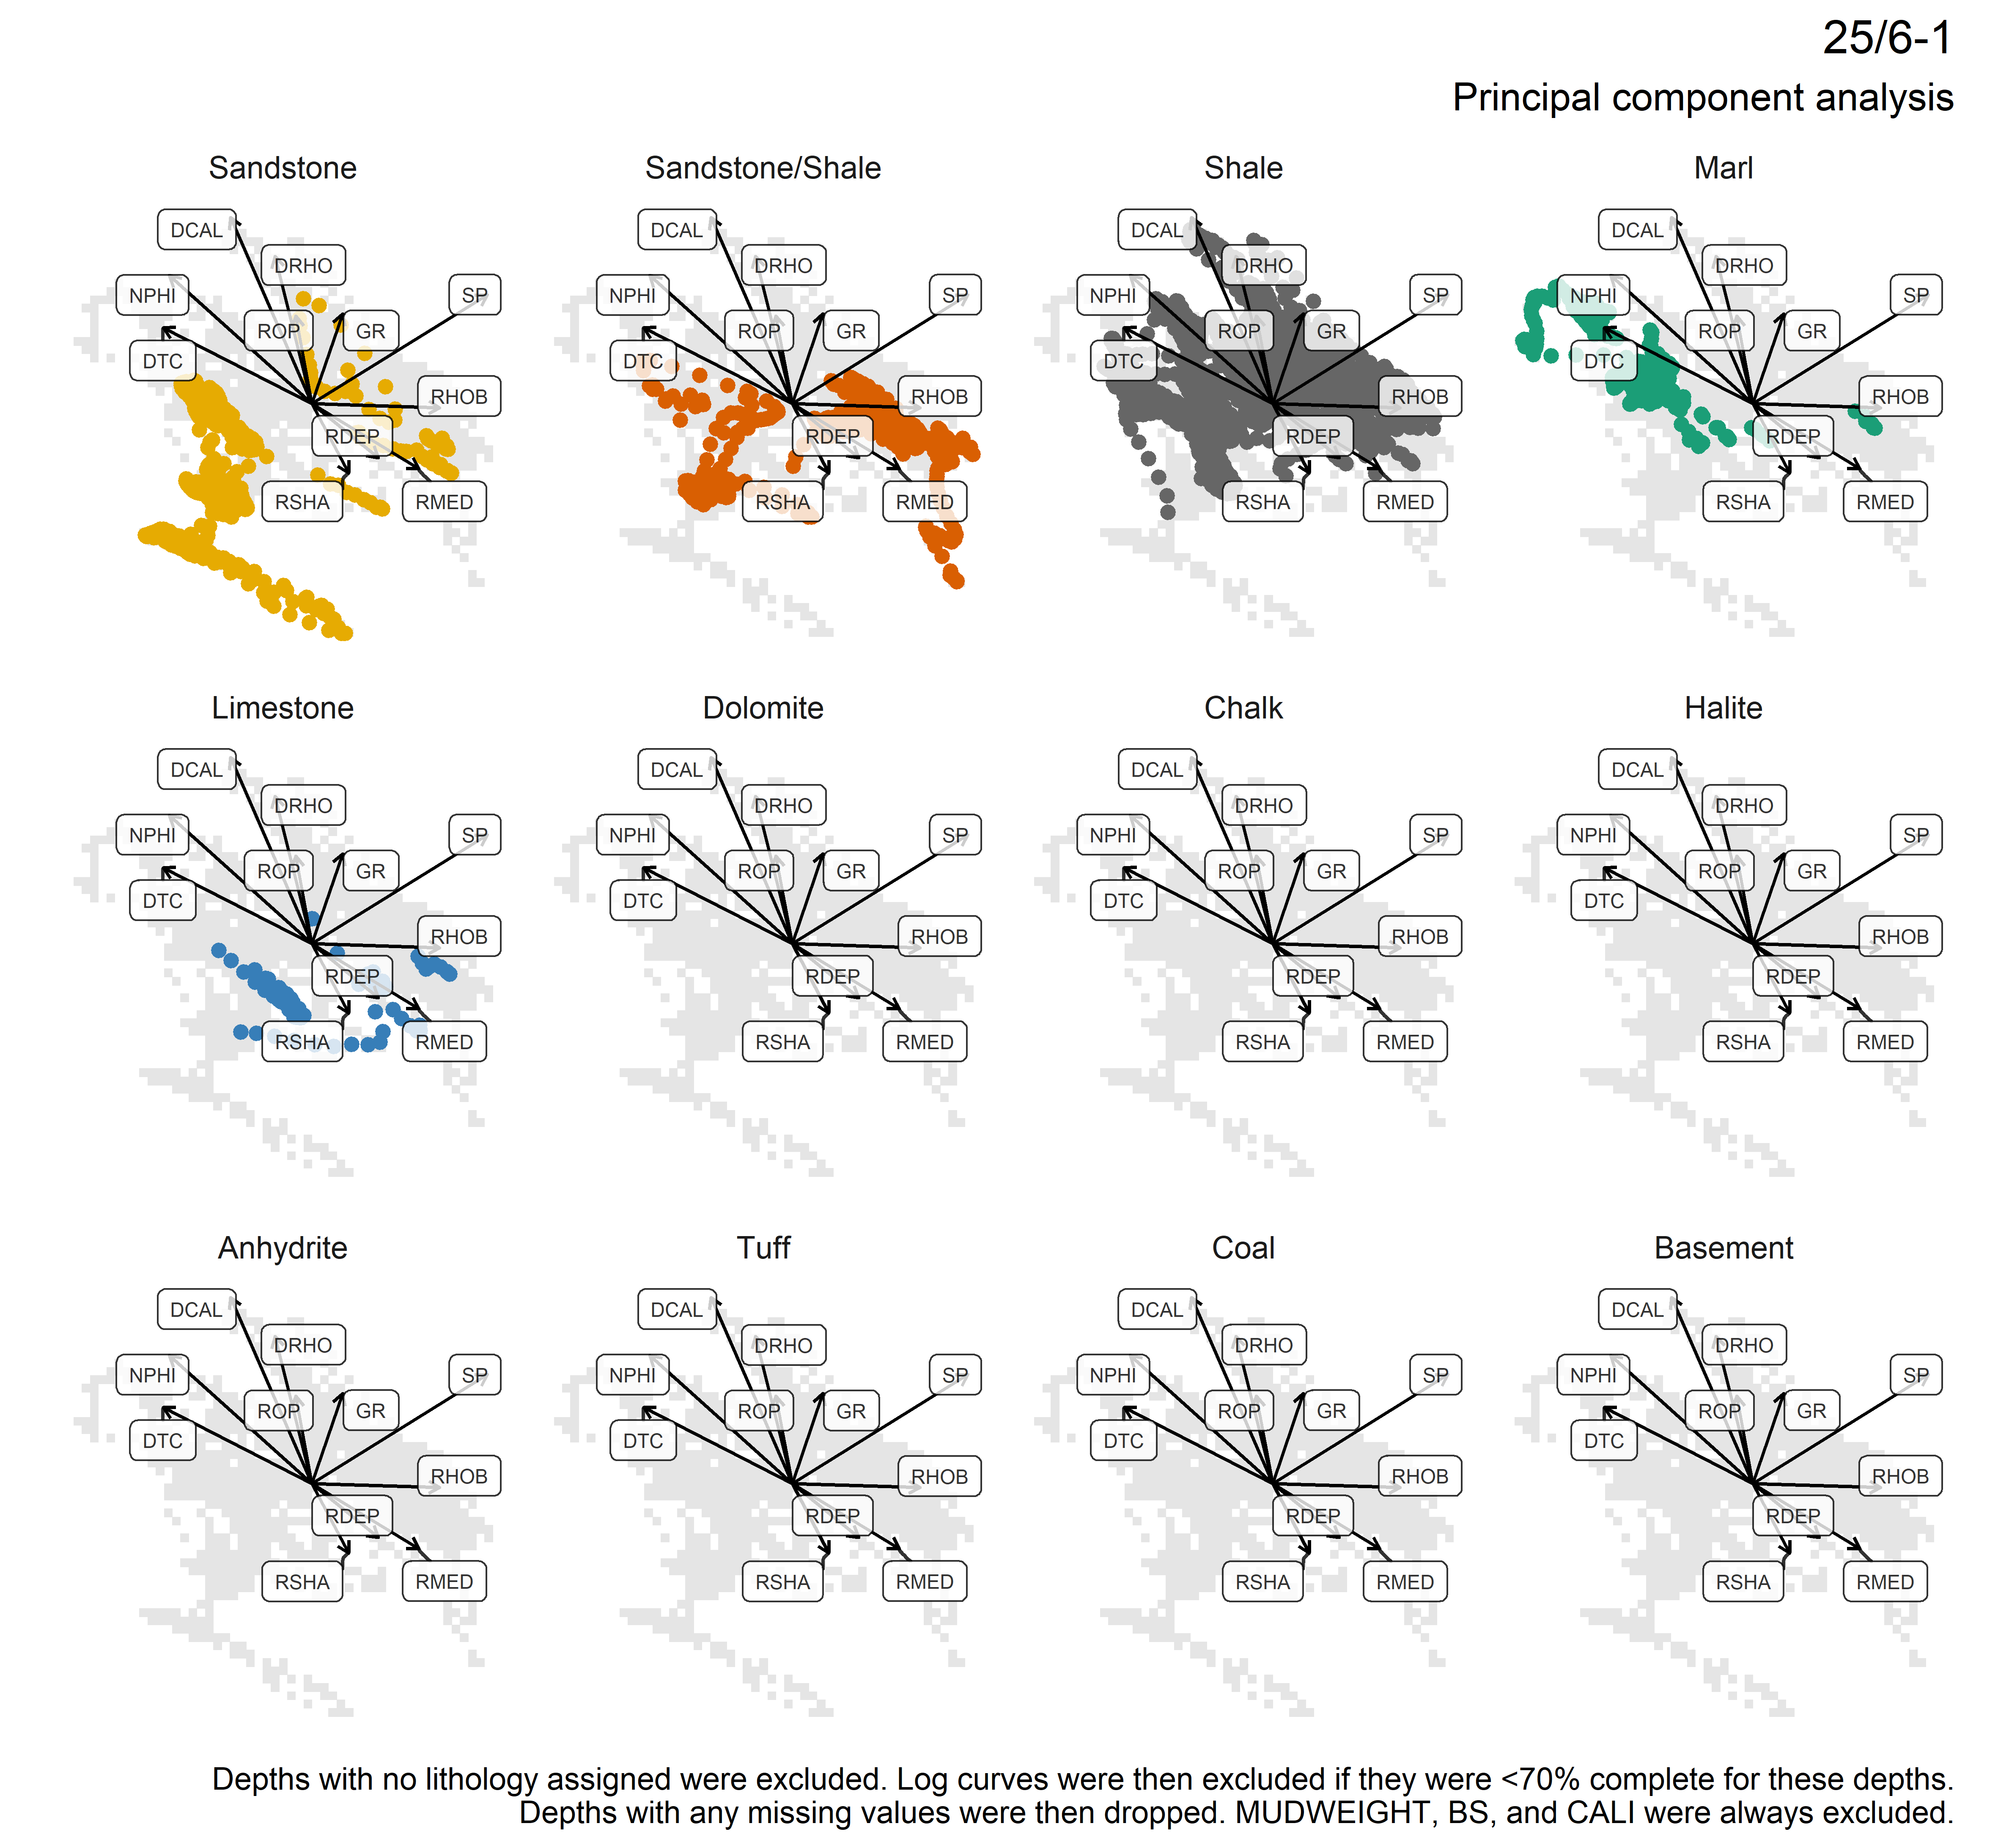 25/6-1
Principal component analysis
Sandstone
Sandstone/Shale
Shale
Marl
DCAL
DRHO
NPHI
SP
ROP
GR
DTC
RHOB
RDEP
RSHA
RMED
DCAL
DRHO
NPHI
SP
ROP
GR
DTC
RHOB
RDEP
RSHA
RMED
DCAL
DRHO
NPHI
SP
ROP
GR
DTC
RHOB
RDEP
RSHA
RMED
DCAL
DRHO
NPHI
SP
ROP
GR
DTC
RHOB
RDEP
RSHA
RMED
Limestone
Dolomite
Chalk
Halite
DCAL
DRHO
NPHI
SP
ROP
GR
DTC
RHOB
RDEP
RSHA
RMED
DCAL
DRHO
NPHI
SP
ROP
GR
DTC
RHOB
RDEP
RSHA
RMED
DCAL
DRHO
NPHI
SP
ROP
GR
DTC
RHOB
RDEP
RSHA
RMED
DCAL
DRHO
NPHI
SP
ROP
GR
DTC
RHOB
RDEP
RSHA
RMED
Anhydrite
Tuff
Coal
Basement
DCAL
DRHO
NPHI
SP
ROP
GR
DTC
RHOB
RDEP
RSHA
RMED
DCAL
DRHO
NPHI
SP
ROP
GR
DTC
RHOB
RDEP
RSHA
RMED
DCAL
DRHO
NPHI
SP
ROP
GR
DTC
RHOB
RDEP
RSHA
RMED
DCAL
DRHO
NPHI
SP
ROP
GR
DTC
RHOB
RDEP
RSHA
RMED
Depths with no lithology assigned were excluded. Log curves were then excluded if they were <70% complete for these depths.
Depths with any missing values were then dropped. MUDWEIGHT, BS, and CALI were always excluded.